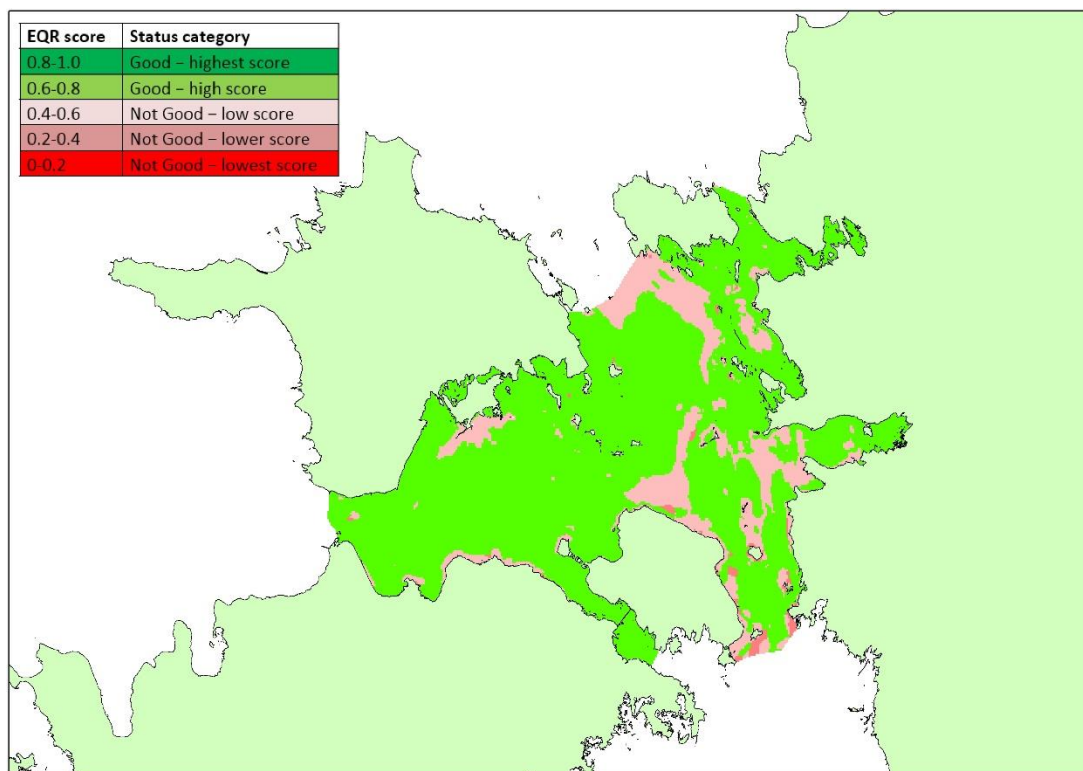 EQR score Status category
0.8-1.0 Good – highest score
0.6-0.8 Good – high score
0.4-0.6 Not Good – low score
0.2-0.4 Not Good – lower score
0-0.2 Not Good – lowest score